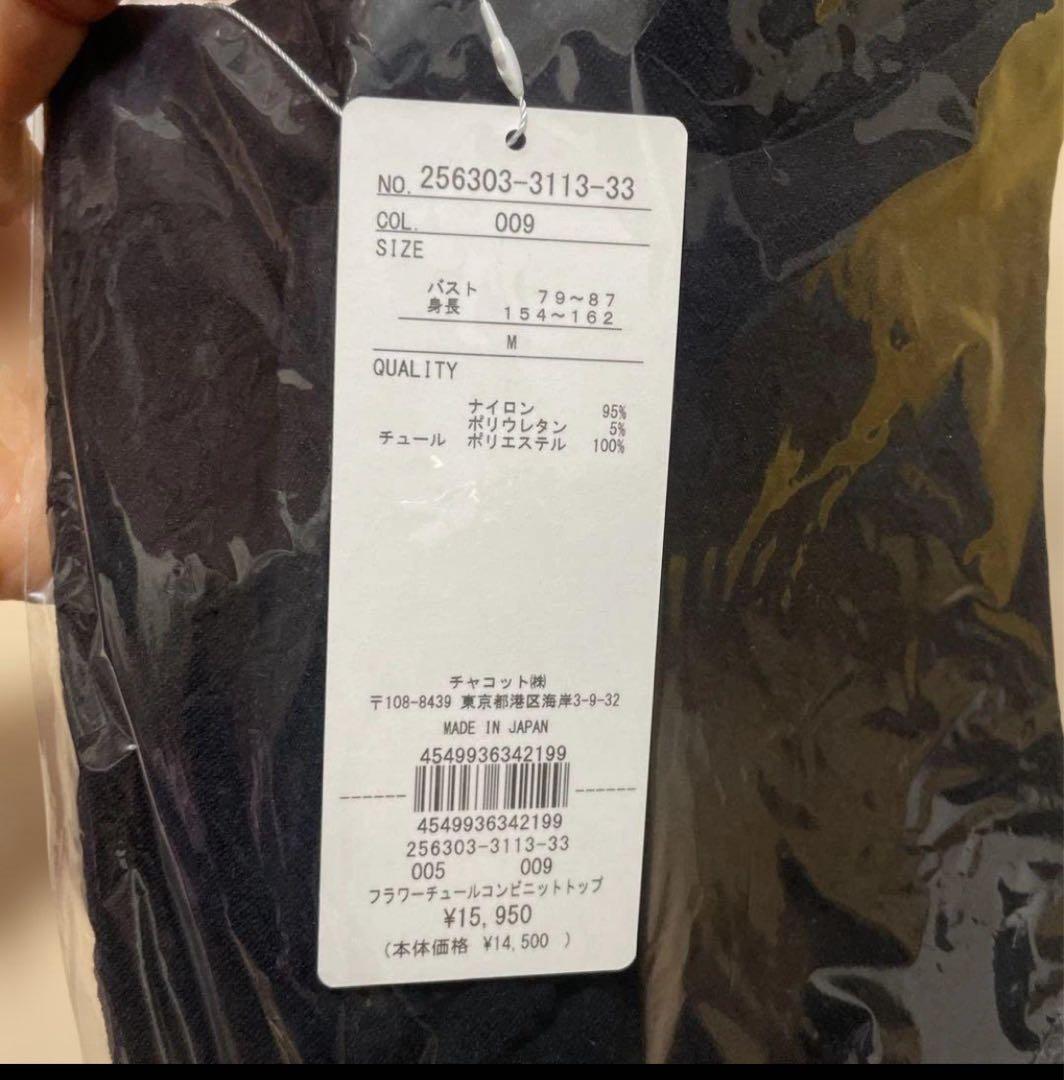 NO. 256303-3113-33
COL. 009
SIZE
バスト 79~87
身長 154~162
M
QUALITY
ナイロン 95%
ポリウレタン 5%
チュール ポリエステル 100%
チャコット㈱
〒108-8439 東京都港区海岸3-9-32
MADE IN JAPAN
4549936342199
4549936342199
256303-3113-33
005 009
フラワーチュールコンビニットトップ
¥15,950
(本体価格 ¥14,500 )